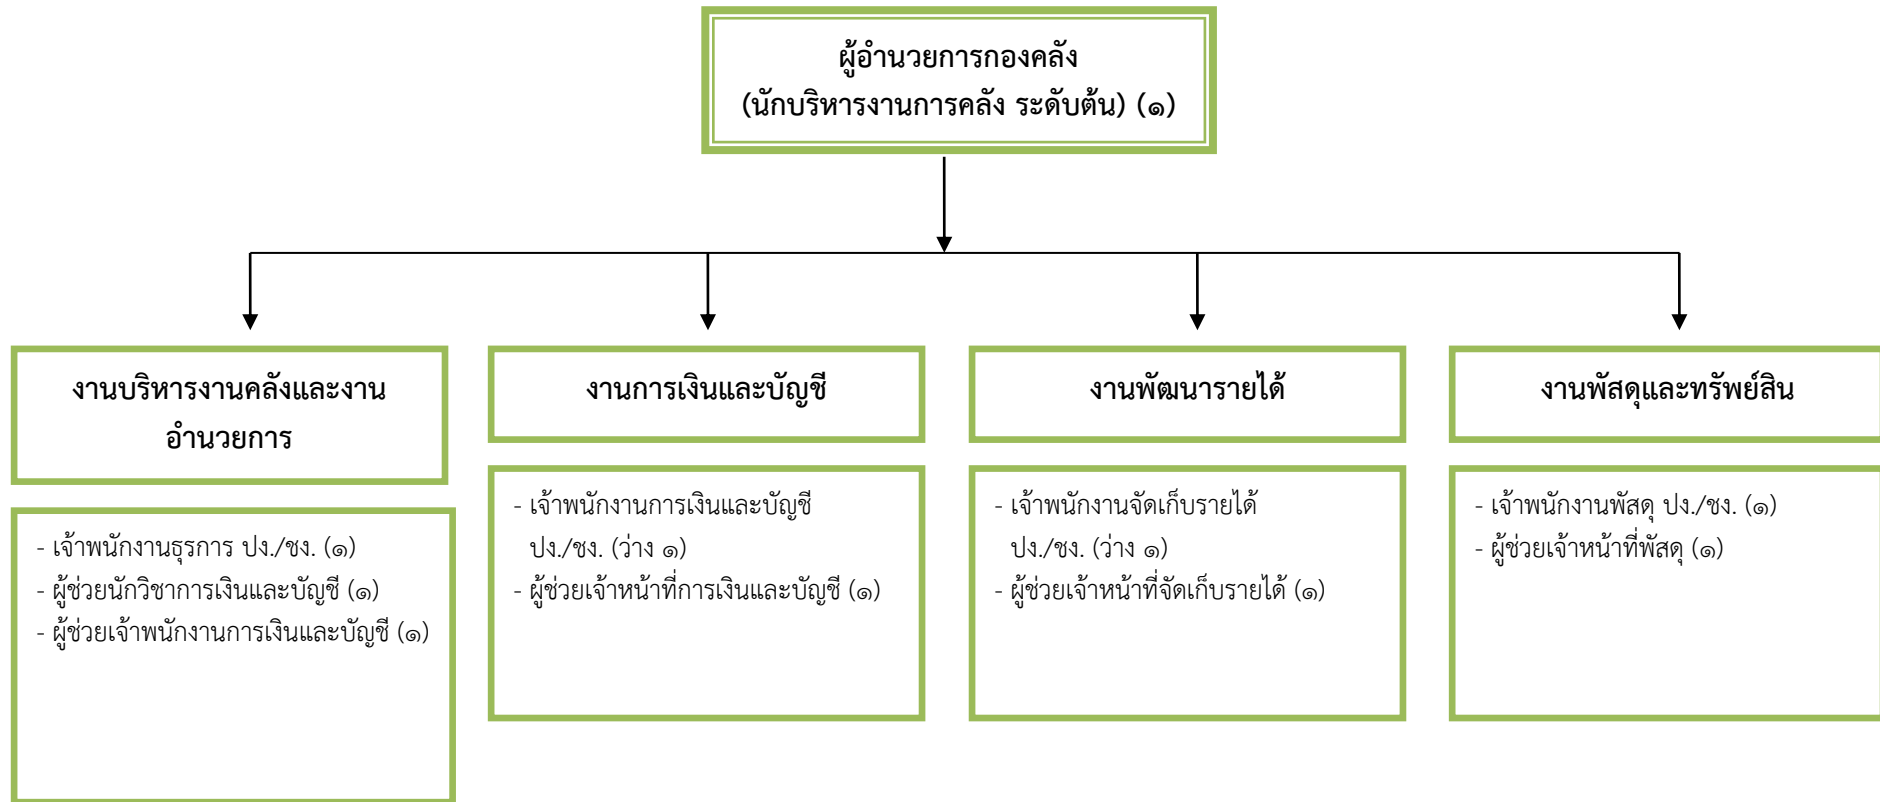 ผู้อำนวยการกองคลัง
(นักบริหารงานการคลัง ระดับต้น) (๑)
งานบริหารงานคลังและงาน
อำนวยการ
- เจ้าพนักงานธุรการ ปง./ชง. (๑)
- ผู้ช่วยนักวิชาการเงินและบัญชี (๑)
- ผู้ช่วยเจ้าพนักงานการเงินและบัญชี (๑)
งานการเงินและบัญชี
- เจ้าพนักงานการเงินและบัญชี
ปง./ชง. (ว่าง ๑)
- ผู้ช่วยเจ้าหน้าที่การเงินและบัญชี (๑)
งานพัฒนารายได้
- เจ้าพนักงานจัดเก็บรายได้
ปง./ชง. (ว่าง ๑)
- ผู้ช่วยเจ้าหน้าที่จัดเก็บรายได้ (๑)
งานพัสดุและทรัพย์สิน
- เจ้าพนักงานพัสดุ ปง./ชง. (๑)
- ผู้ช่วยเจ้าหน้าที่พัสดุ (๑)